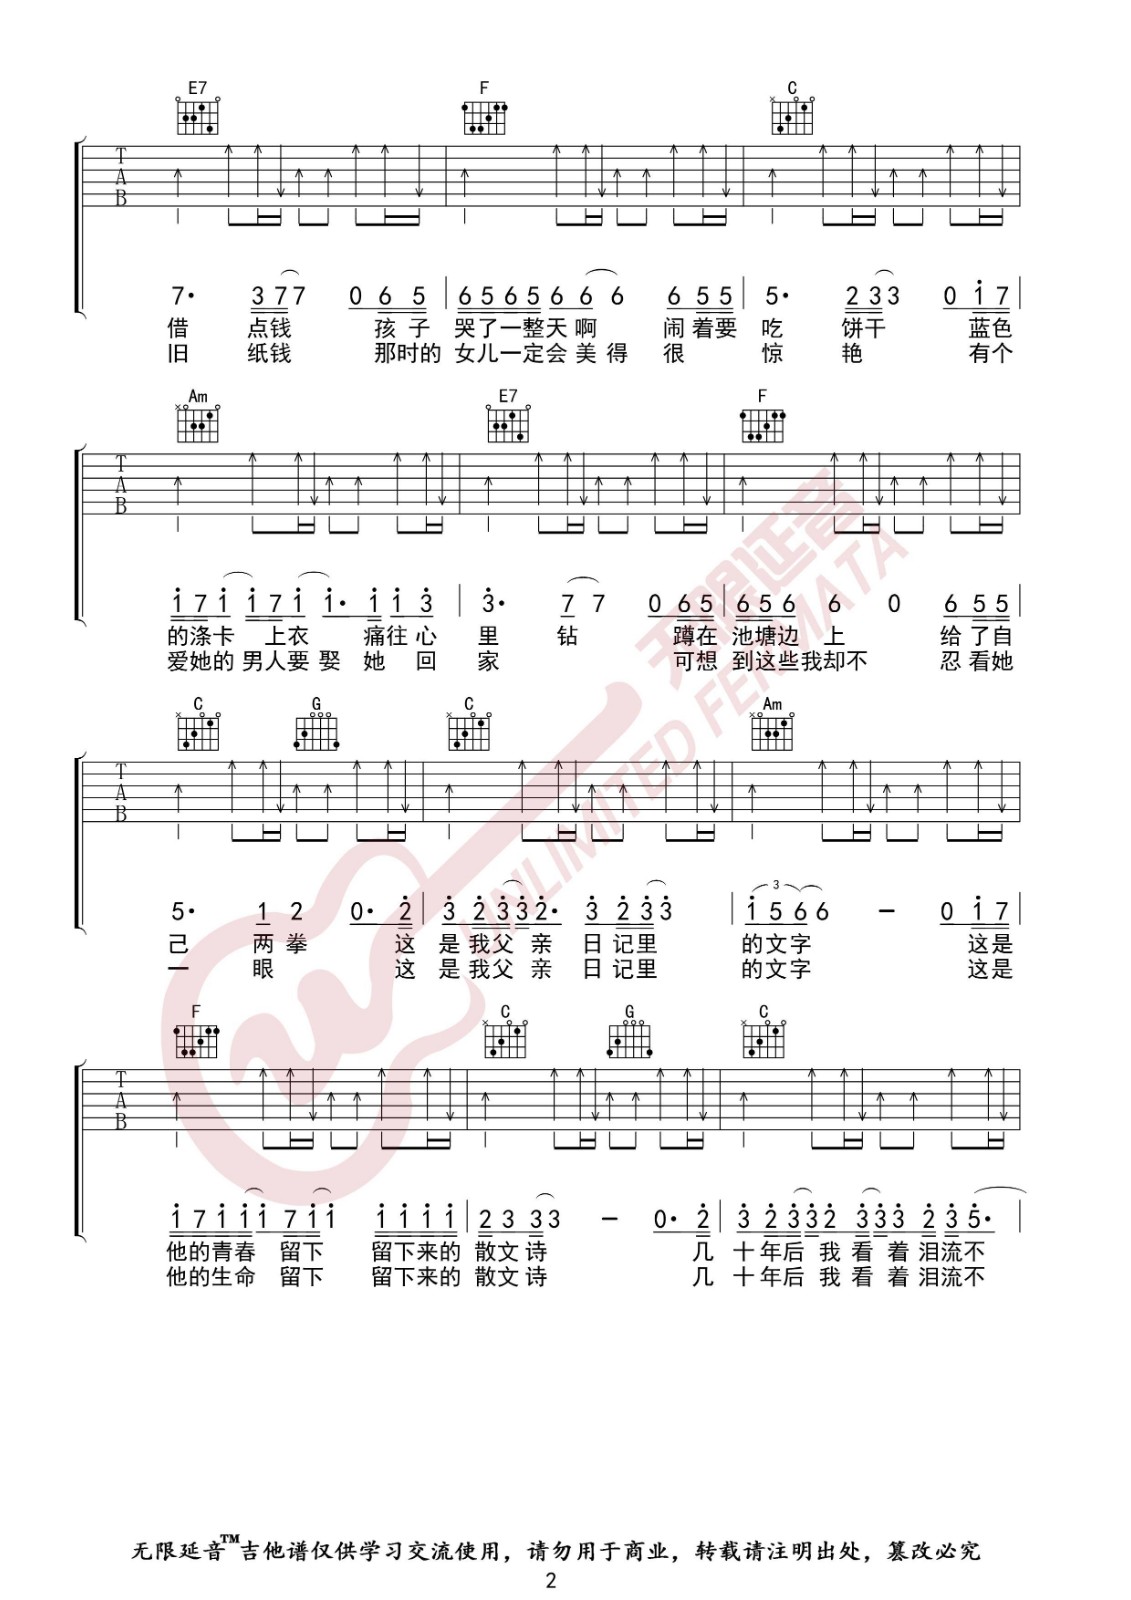 E7 F C
T
A
B
7· 3 7 7 0 6 5 | 6 5 6 5 6 6 6 6 5 5 | 5· 2 3 3 0 1 7 |
借 点钱 孩 子 哭了一整天啊 闹着要 吃 饼干 蓝色
旧 纸钱 那时的 女儿一定会美 得 很 惊 艳 有个
Am E7 F
T
A
B
1 7 1 1 7 1 1· 1 1 3 | 3· 7 7 0 6 5 | 6 5 6 6 0 6 5 5 |
的涤卡 上衣 痛往 心 里 钻 蹲在 池塘边 上 给了自
爱她的 男人要 娶 她 回 家 可想 到这些我却不 忍看她
C G C Am
T
A
B
5· 1 2 0· 2 | 3 2 3 3 2· 3 2 3 3 | 1 5 6 6 — 0 1 7 |
3
己 两 拳 这 是我父 亲 日记里 的文字 这是
一 眼 这 是我父 亲 日记里 的文字 这是
F C G C
T
A
B
1 7 1 1 1 7 1 1 1 1 1 1 | 2 3 3 3 — 0· 2 | 3 2 3 3 2 3 3 3 2 3 5· |
他的青春 留下 留下来的 散文诗 几 十年后 我 看 着 泪流不
他的生命 留下 留下来的 散文诗 几 十年后 我 看 着 泪流不
无限延音
UNLIMITED FERMATA
无限延音™吉他谱仅供学习交流使用，请勿用于商业，转载请注明出处，篡改必究
2